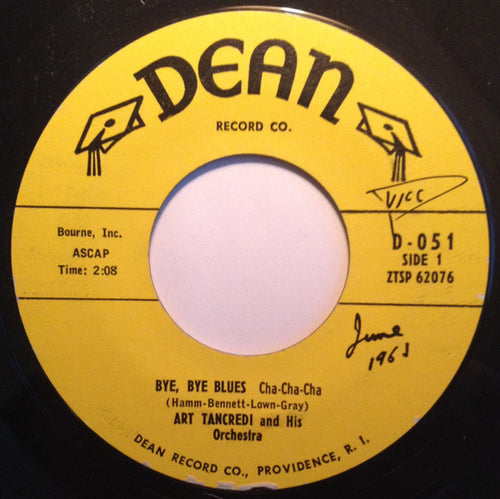 DEAN
RECORD CO.
Bourne, Inc.
ASCAP
Time: 2:08
D-051
SIDE 1
ZTSP 62076
June
1963
BYE, BYE BLUES Cha-Cha-Cha
(Hamm-Bennett-Lown-Gray)
ART TANCREDI and His
Orchestra
DEAN RECORD CO., PROVIDENCE, R. I.